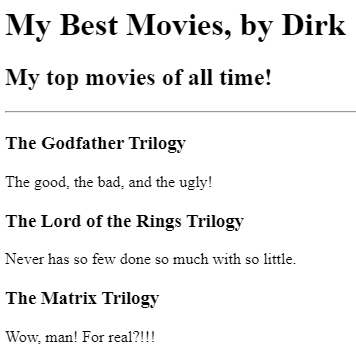 My Best Movies, by Dirk
My top movies of all time!
The Godfather Trilogy
The good, the bad, and the ugly!
The Lord of the Rings Trilogy
Never has so few done so much with so little.
The Matrix Trilogy
Wow, man! For real?!!!